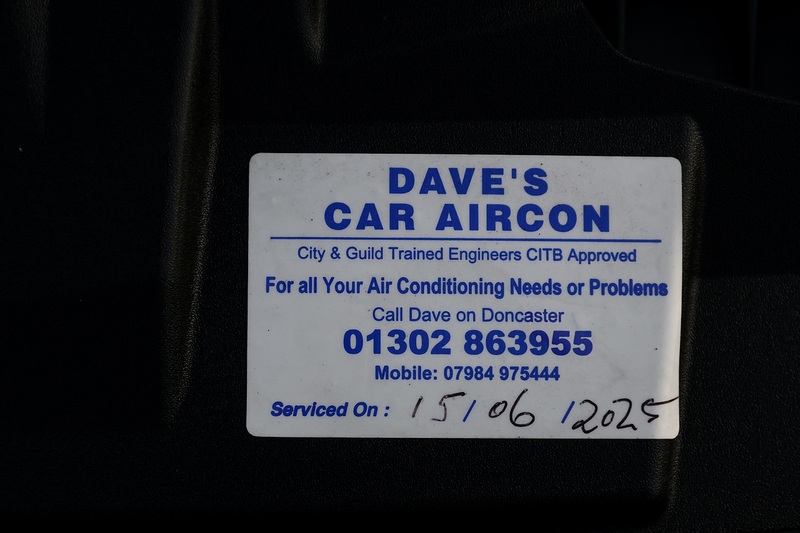 DAVE'S
CAR AIRCON
City & Guild Trained Engineers CITB Approved
For all Your Air Conditioning Needs or Problems
Call Dave on Doncaster
01302 863955
Mobile: 07984 975444
Serviced On : 15/06/2025